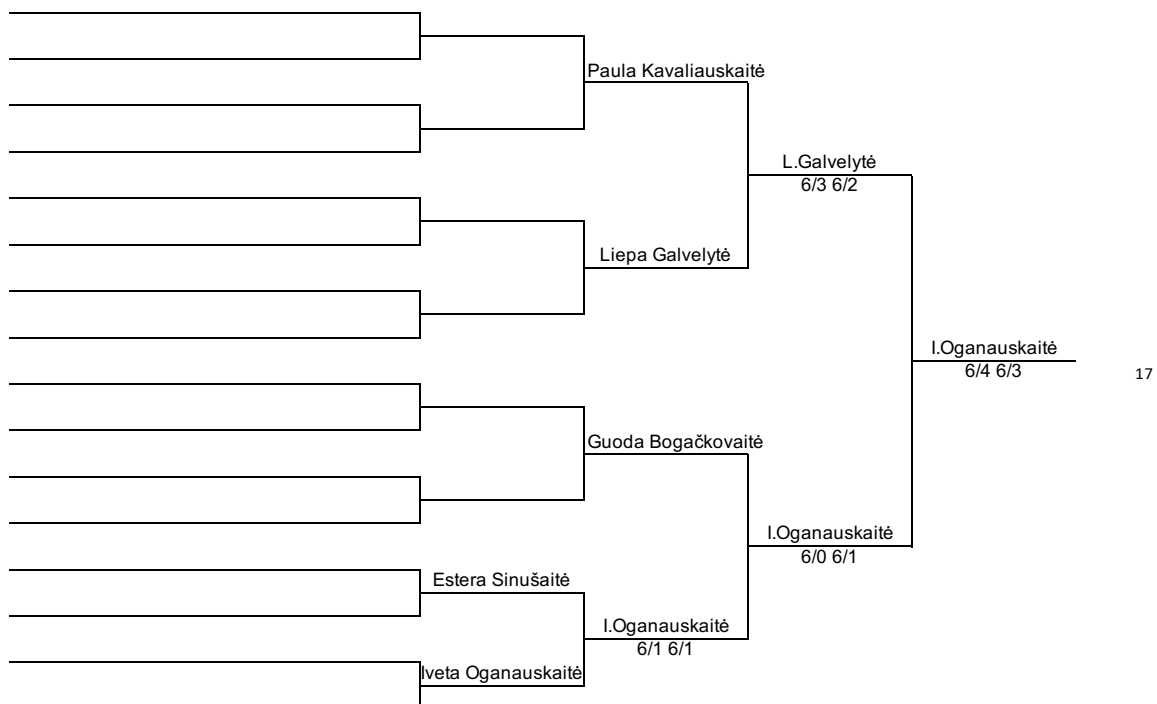 Paula Kavaliauskaitė
L.Galvelytė
6/3 6/2
Liepa Galvelytė
I.Oganauskaitė
6/4 6/3
17
Guoda Bogačkovaitė
I.Oganauskaitė
6/0 6/1
Estera Sinušaitė
I.Oganauskaitė
6/1 6/1
Iveta Oganauskaitė